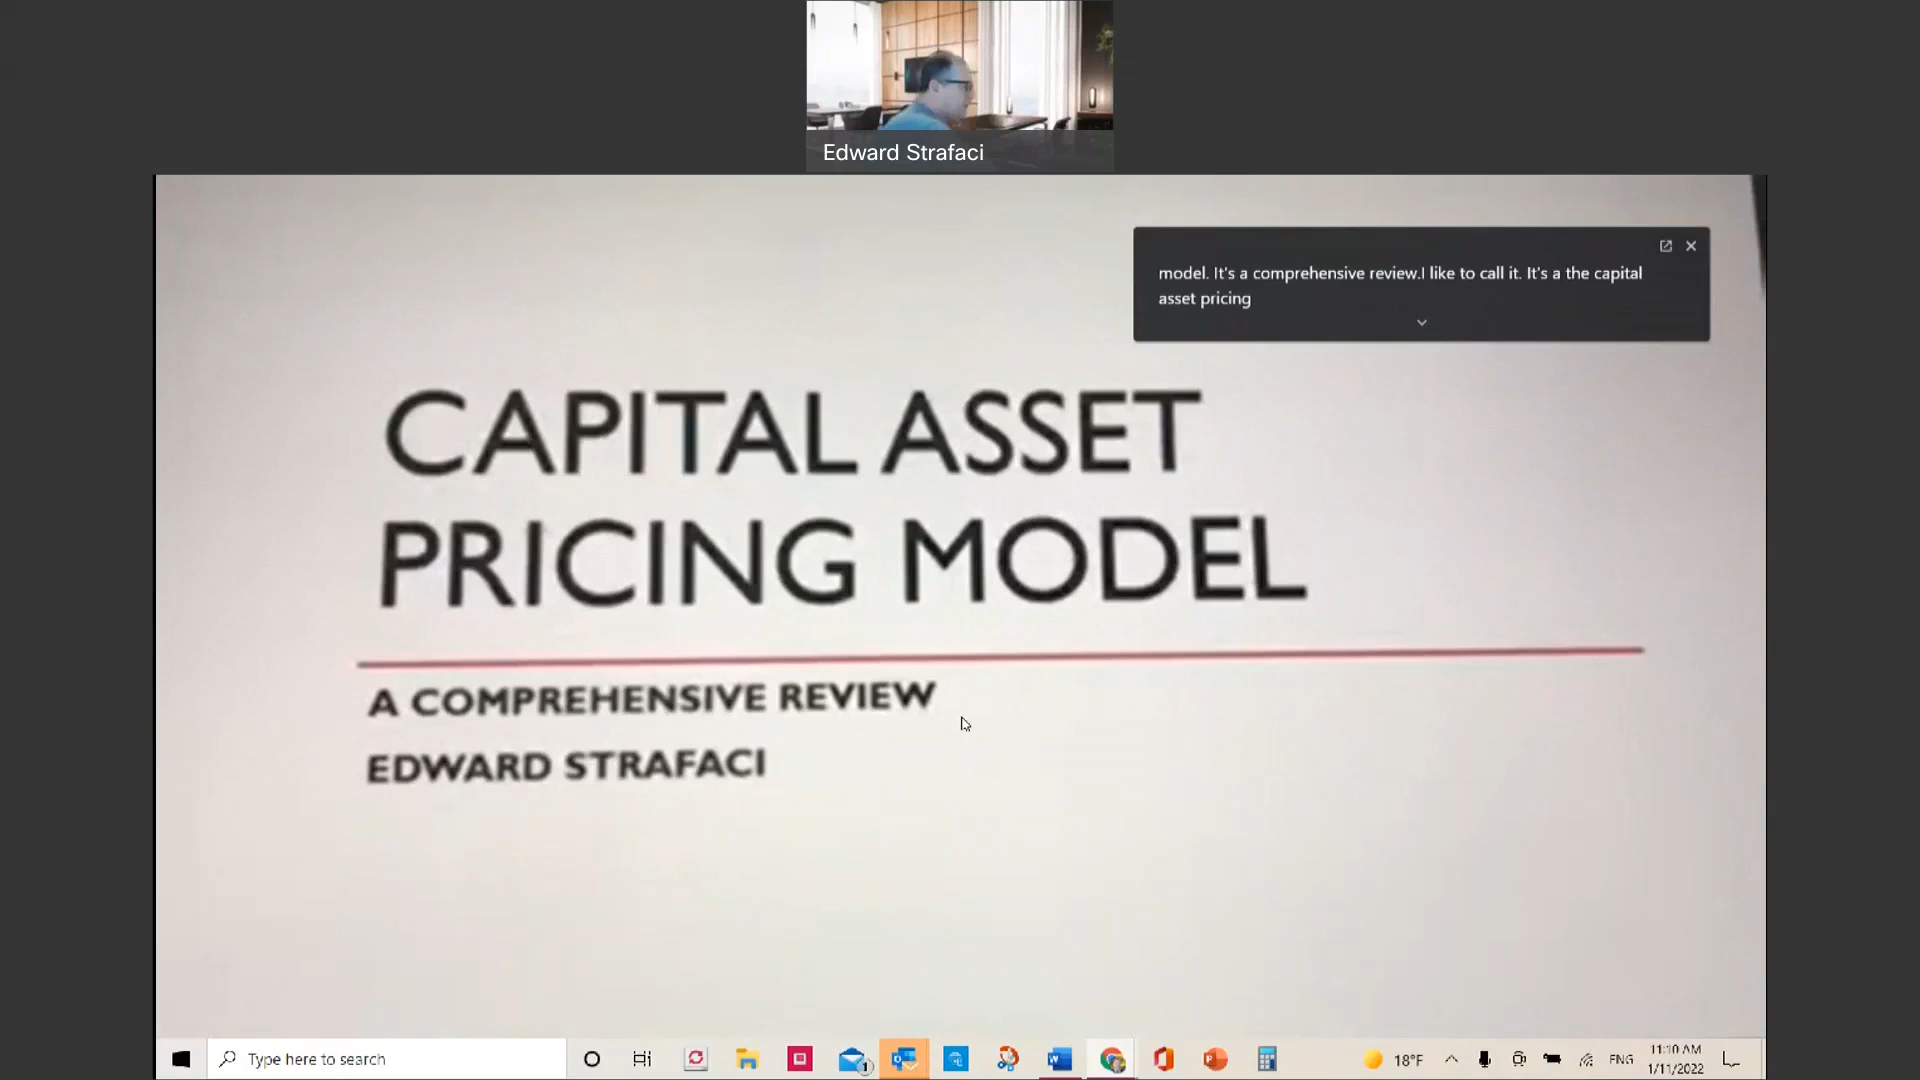 Edward Strafaci
model. It's a comprehensive review.I like to call it. It's a the capital
asset pricing
CAPITAL ASSET
PRICING MODEL
A COMPREHENSIVE REVIEW
EDWARD STRAFACI
Type here to search
1
18°F
ENG
11:10 AM
1/11/2022